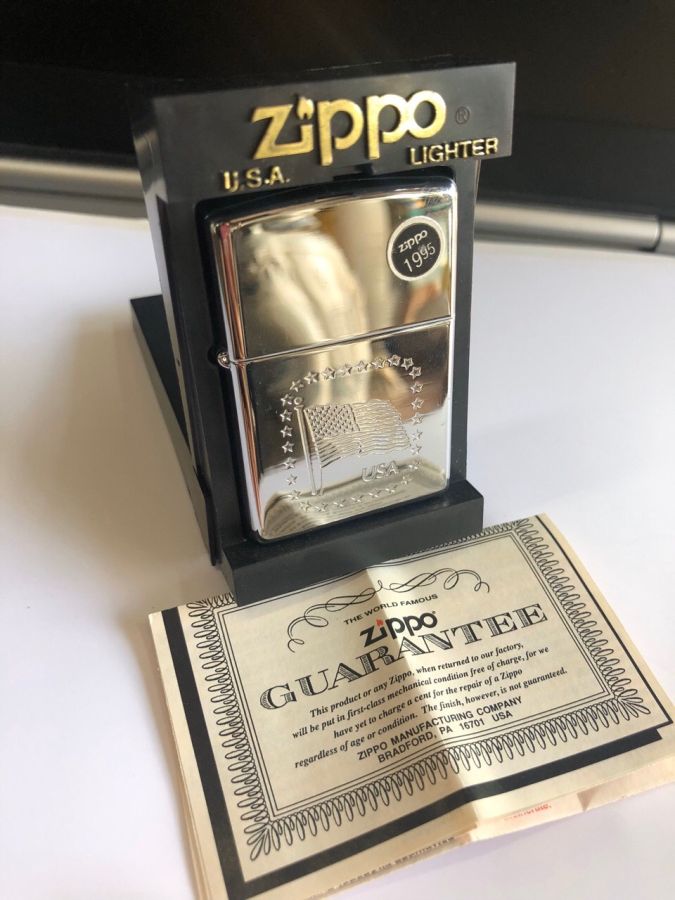 Zippo®
U.S.A. LIGHTER
zippo
1995
USA
THE WORLD FAMOUS
Zippo®
GUARANTEE
This product or any Zippo, when returned to our factory,
will be put in first-class mechanical condition free of charge, for we
have yet to charge a cent for the repair of a Zippo
regardless of age or condition. The finish, however, is not guaranteed.
ZIPPO MANUFACTURING COMPANY
BRADFORD, PA 16701 USA